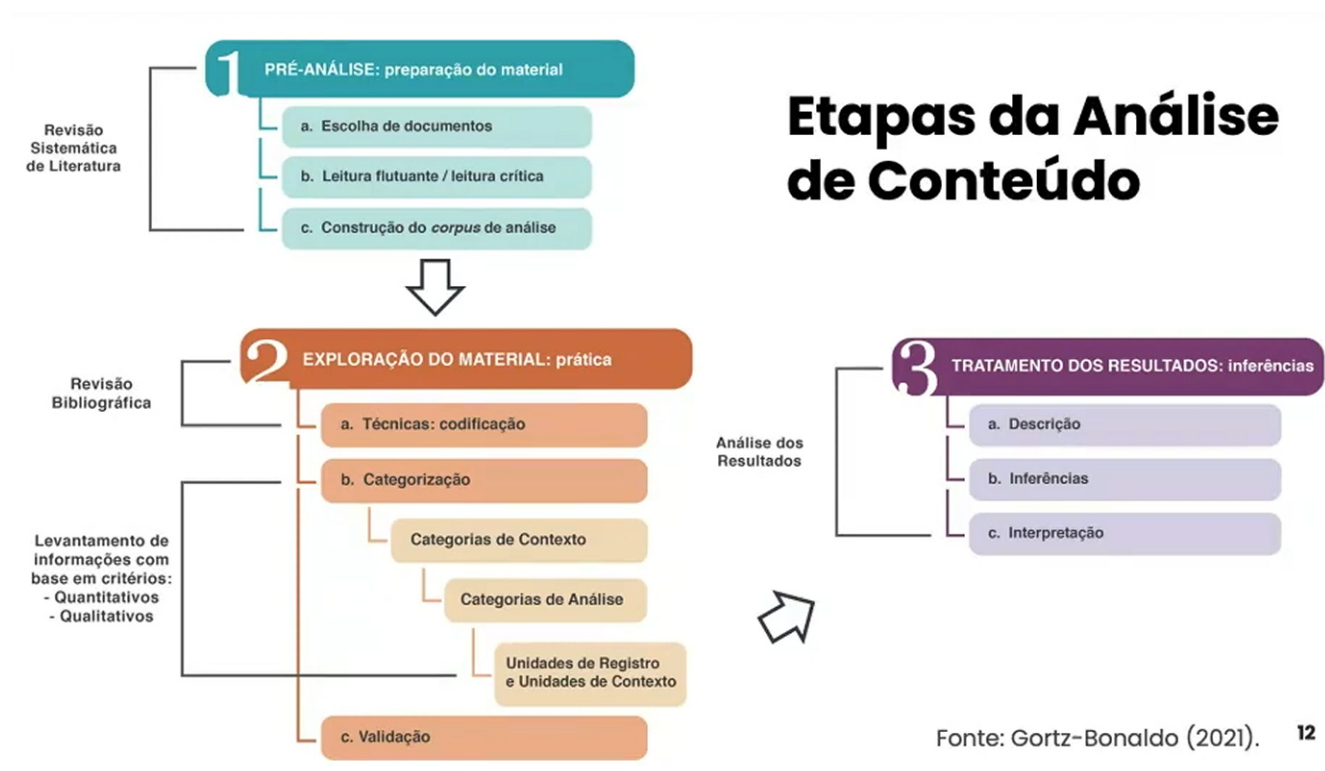 Etapas da Análise
de Conteúdo
1
PRÉ-ANÁLISE: preparação do material
Revisão
Sistemática
de Literatura
a. Escolha de documentos
b. Leitura flutuante / leitura crítica
c. Construção do corpus de análise
2
EXPLORAÇÃO DO MATERIAL: prática
Revisão
Bibliográfica
a. Técnicas: codificação
b. Categorização
Levantamento de
informações com
base em critérios:
- Quantitativos
- Qualitativos
Categorias de Contexto
Categorias de Análise
Unidades de Registro
e Unidades de Contexto
c. Validação
3
TRATAMENTO DOS RESULTADOS: inferências
Análise dos
Resultados
a. Descrição
b. Inferências
c. Interpretação
Fonte: Gortz-Bonaldo (2021).
12